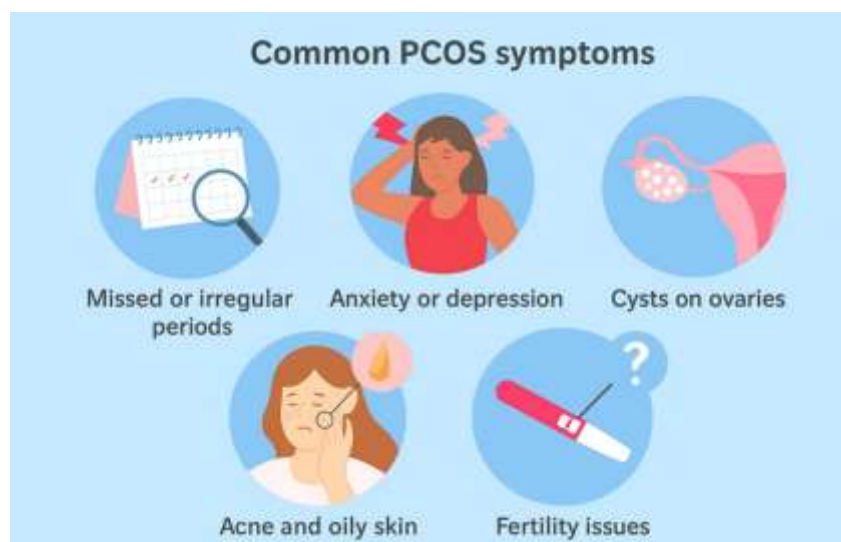 Common PCOS symptoms
Missed or irregular
periods
Anxiety or depression
Cysts on ovaries
?
Acne and oily skin
Fertility issues